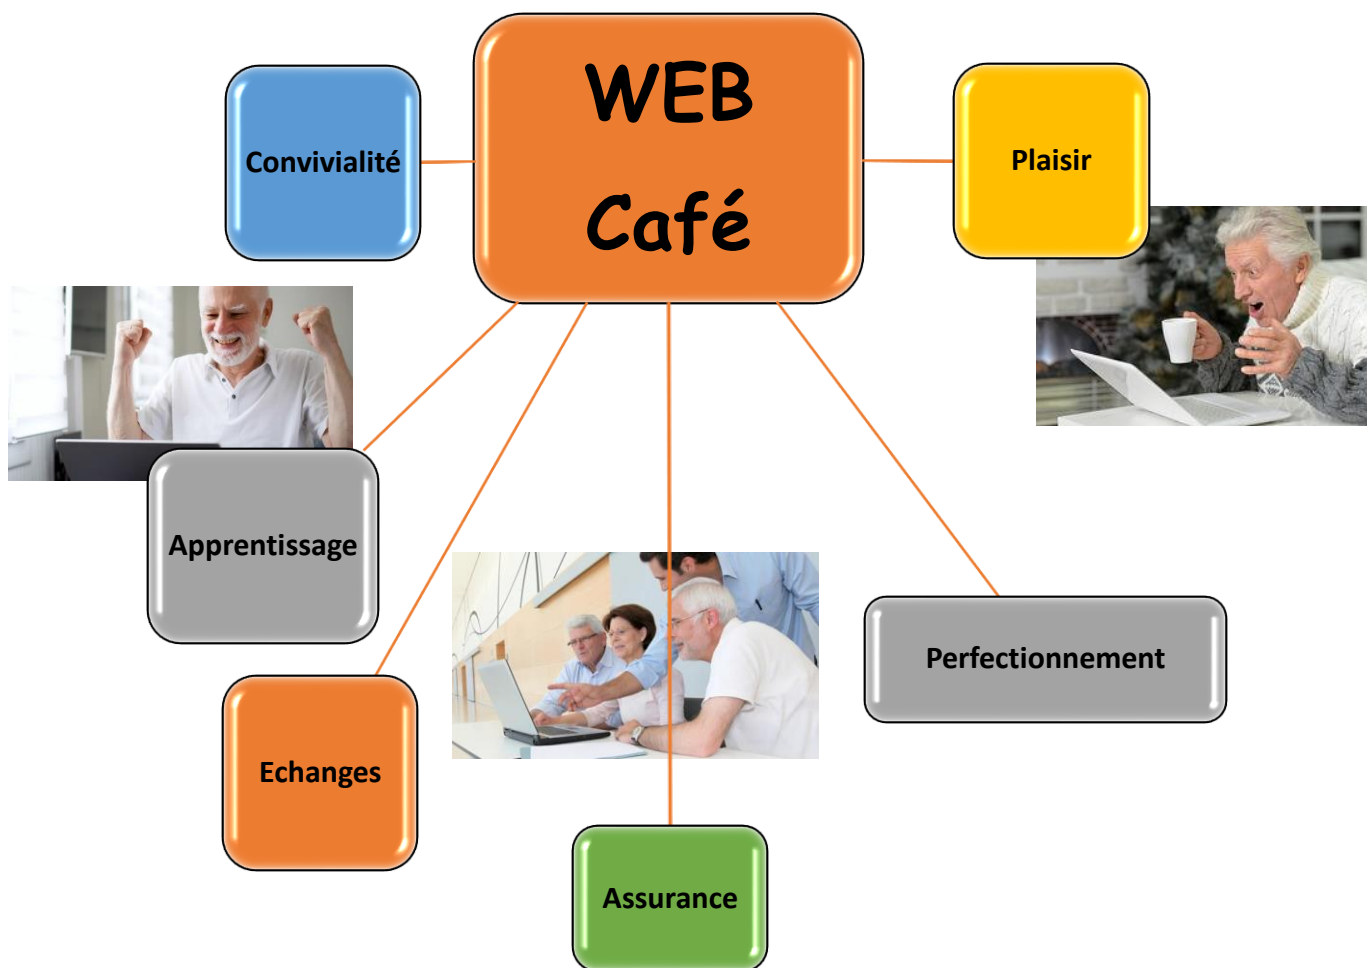 WEB
Café
Convivialité
Plaisir
Apprentissage
Perfectionnement
Echanges
Assurance